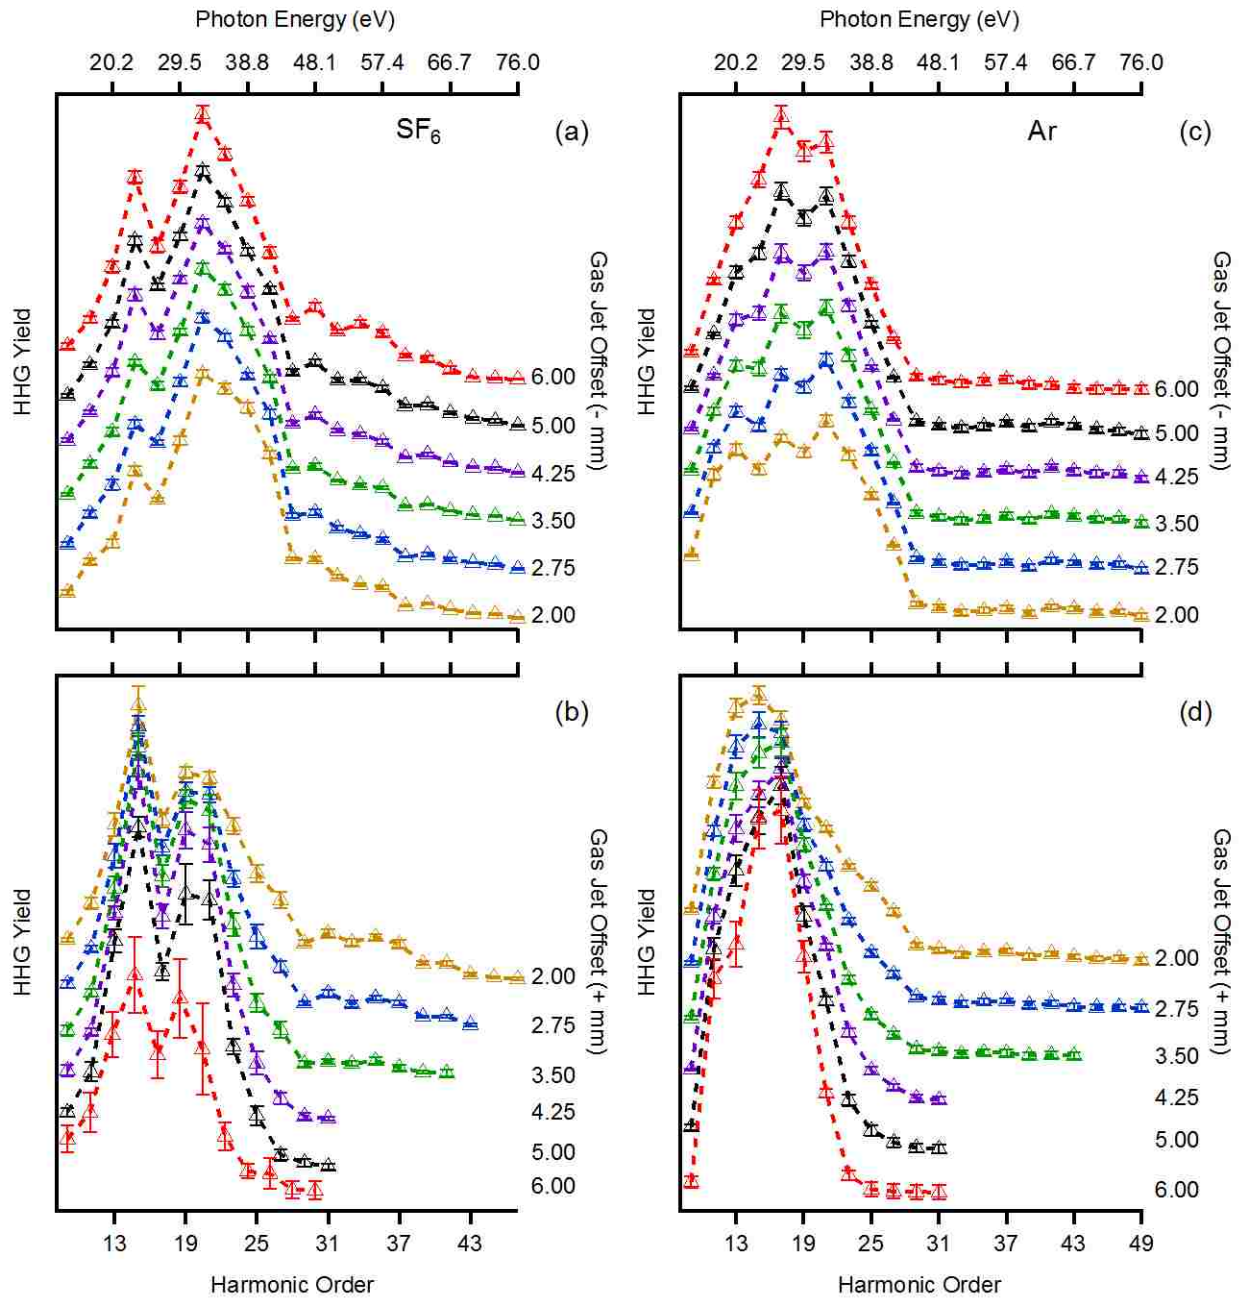 Photon Energy (eV)
20.2 29.5 38.8 48.1 57.4 66.7 76.0
SF6
(a)
HHG Yield
Gas Jet Offset (- mm)
6.00
5.00
4.25
3.50
2.75
2.00
Photon Energy (eV)
20.2 29.5 38.8 48.1 57.4 66.7 76.0
Ar
(c)
HHG Yield
Gas Jet Offset (- mm)
6.00
5.00
4.25
3.50
2.75
2.00
(b)
HHG Yield
Gas Jet Offset (+ mm)
2.00
2.75
3.50
4.25
5.00
6.00
13 19 25 31 37 43
Harmonic Order
(d)
HHG Yield
Gas Jet Offset (+ mm)
2.00
2.75
3.50
4.25
5.00
6.00
13 19 25 31 37 43 49
Harmonic Order